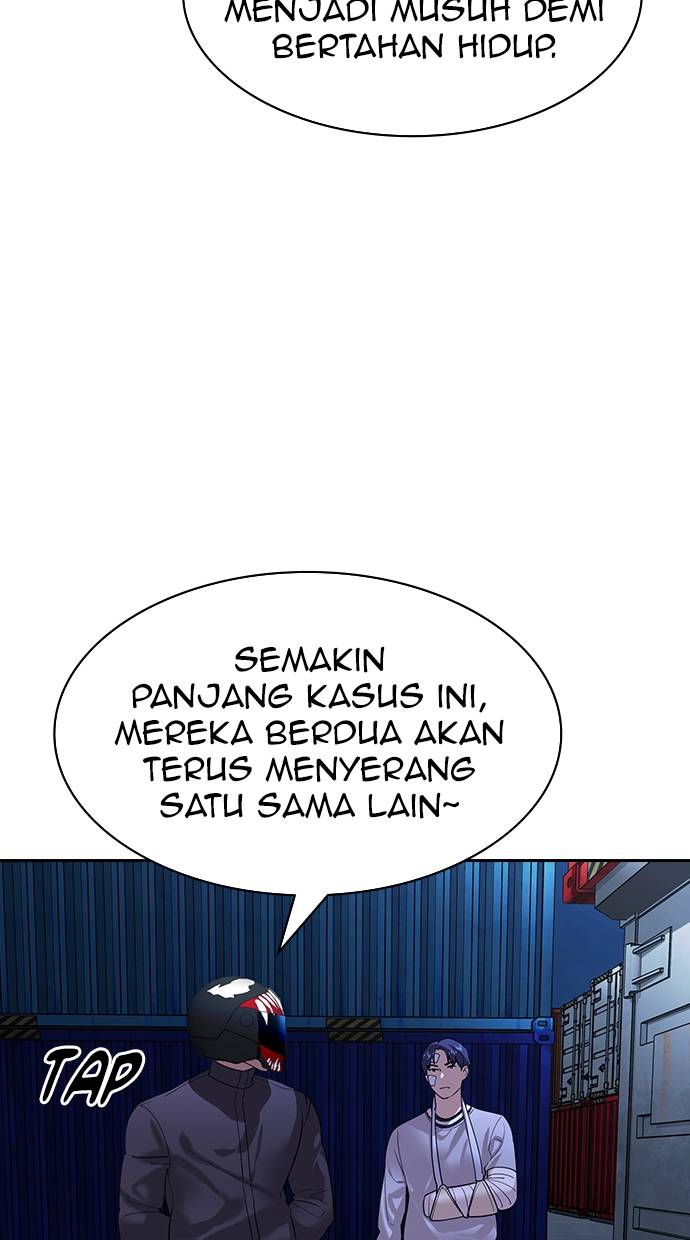 MENJADI MUSUH DEMI
BERTAHAN HIDUP.
SEMAKIN
PANJANG KASUS INI,
MEREKA BERDUA AKAN
TERUS MENYERANG
SATU SAMA LAIN~
TAP